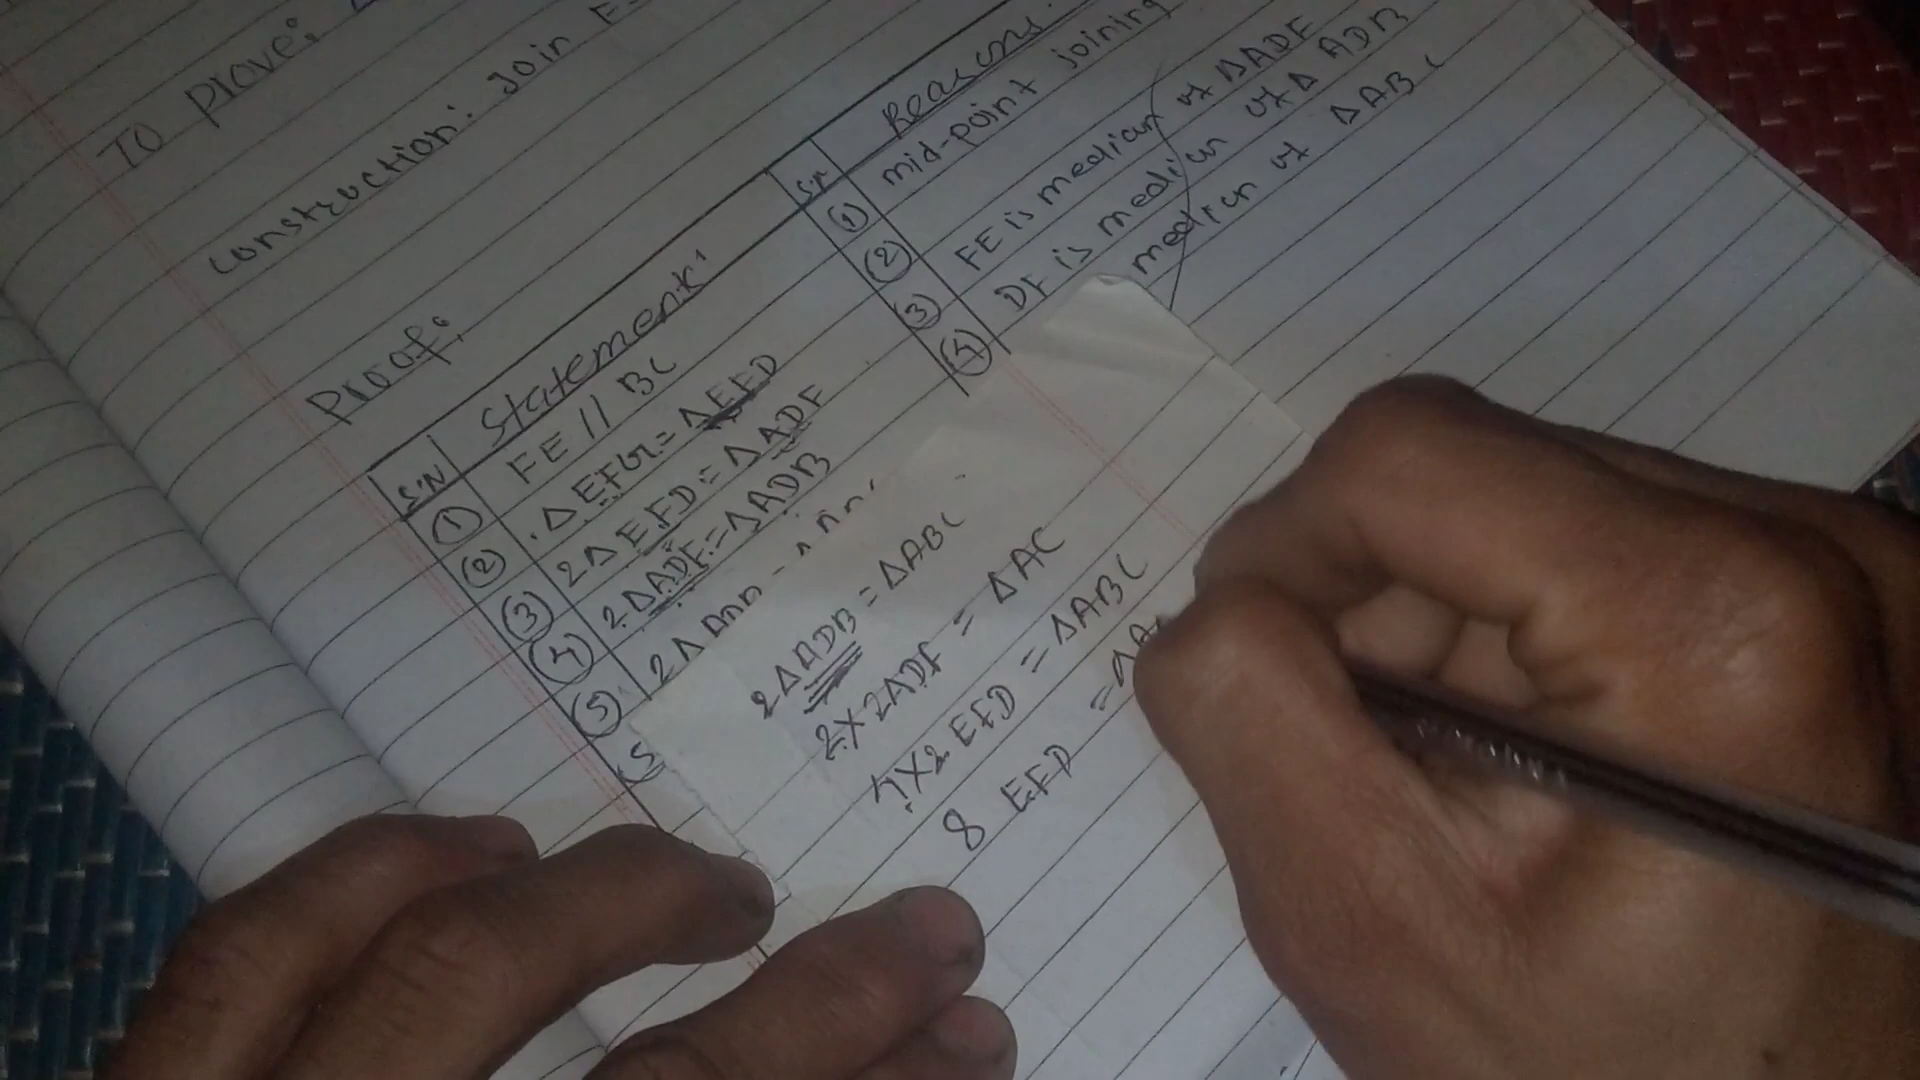 To prove:
construction: Join E
Proof:
S.N Statement
① FE // BC
② ΔEFG = ΔEFD
③ 2ΔEFD = ΔADF
④ 2ΔADF = ΔADB
⑤ 2Δ
S.N Reasons
① mid-point joining
② 
③ FE is median of ΔADF
④ DF is median of ΔADB
median of ΔABC
2ΔADB = ΔABC
2×2ADF = ΔAC
4×2 EFD = ΔABC
8 EFD = ΔA